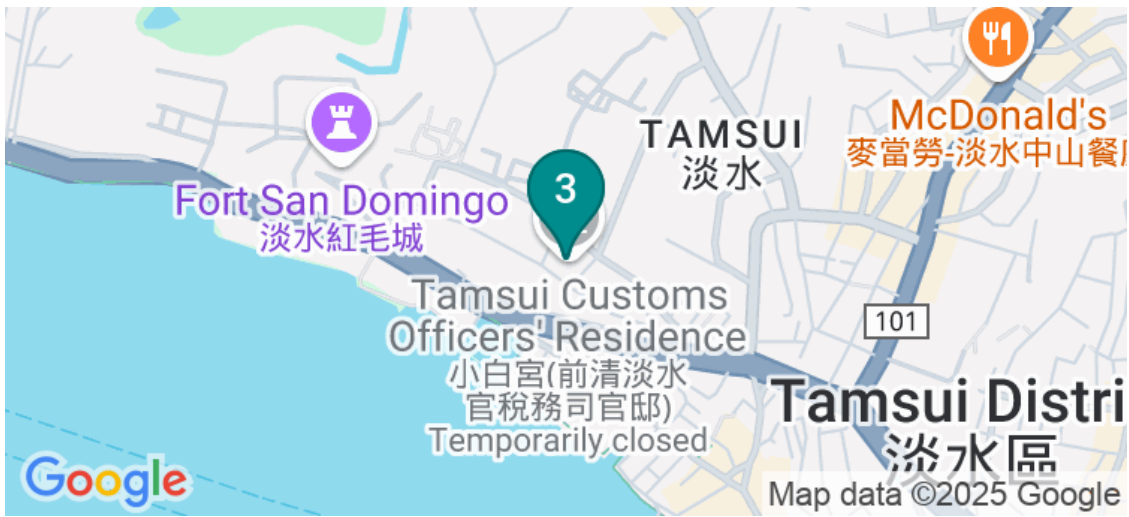 McDonald's
麥當勞-淡水中山餐
TAMSUI
淡水
3
Fort San Domingo
淡水紅毛城
Tamsui Customs
Officers' Residence
小白宮(前清淡水
官稅務司官邸)
Temporarily closed
101
Tamsui Distri
淡水區
Google
Map data ©2025 Google